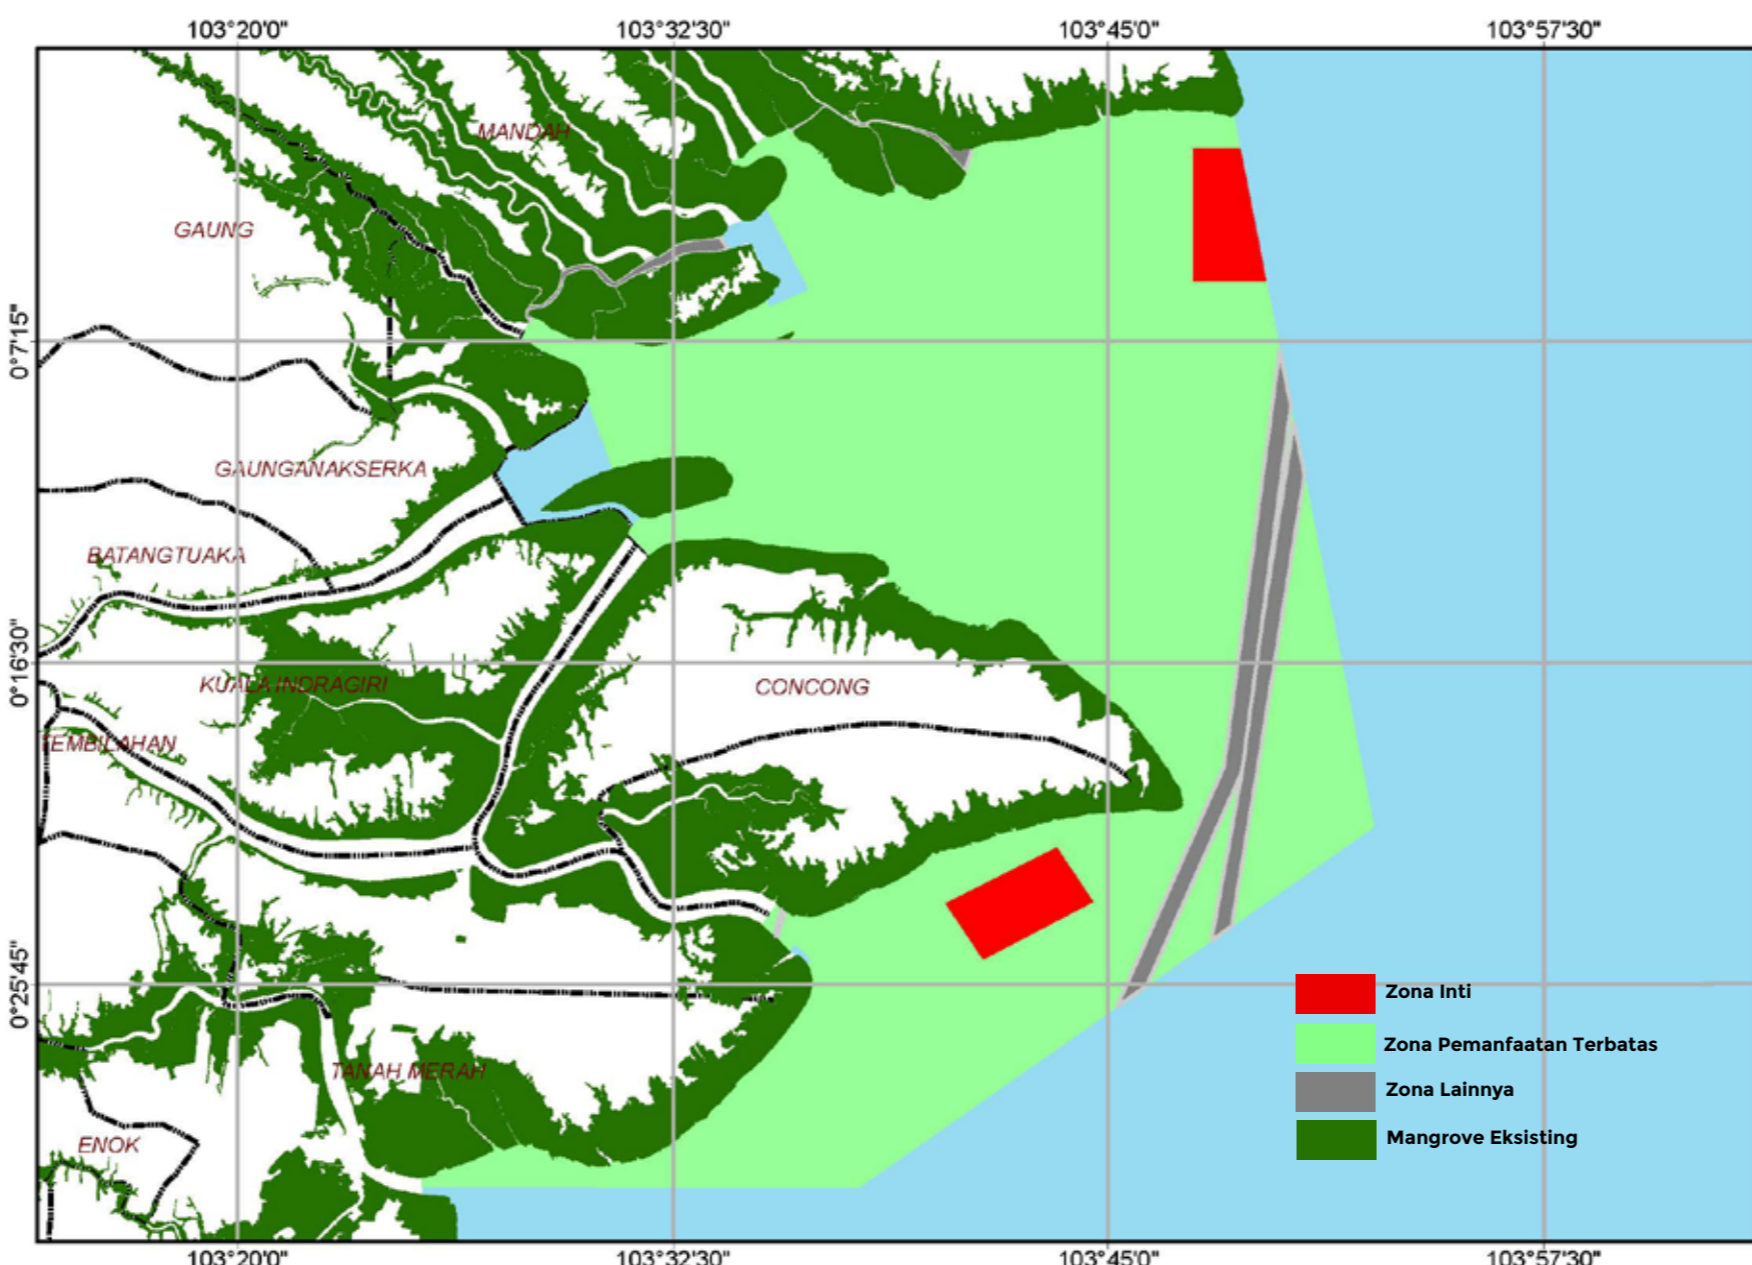 103°20'0"
103°32'30"
103°45'0"
103°57'30"
MANDAH
GAUNG
0°7'15"
GAUNGANAKSERKA
BATANGTUAKA
0°16'30"
KUALA INDRAGIRI
CONCONG
TEMBILAHAN
0°25'45"
Zona Inti
Zona Pemanfaatan Terbatas
TANAH MERAH
Zona Lainnya
Mangrove Eksisting
ENOK
103°20'0"
103°32'30"
103°45'0"
103°57'30"